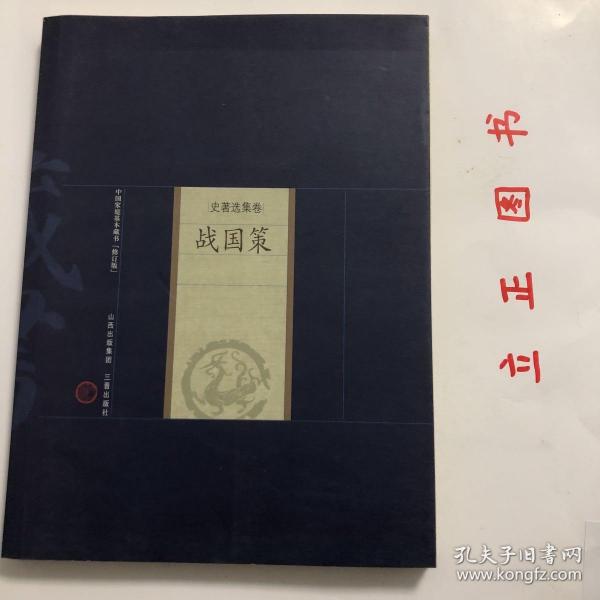 史著选集卷
战国策
中国家庭基本藏书「修订版」
山西出版集团 三晋出版社
立正图书
孔夫子旧书网
www.kongfz.com